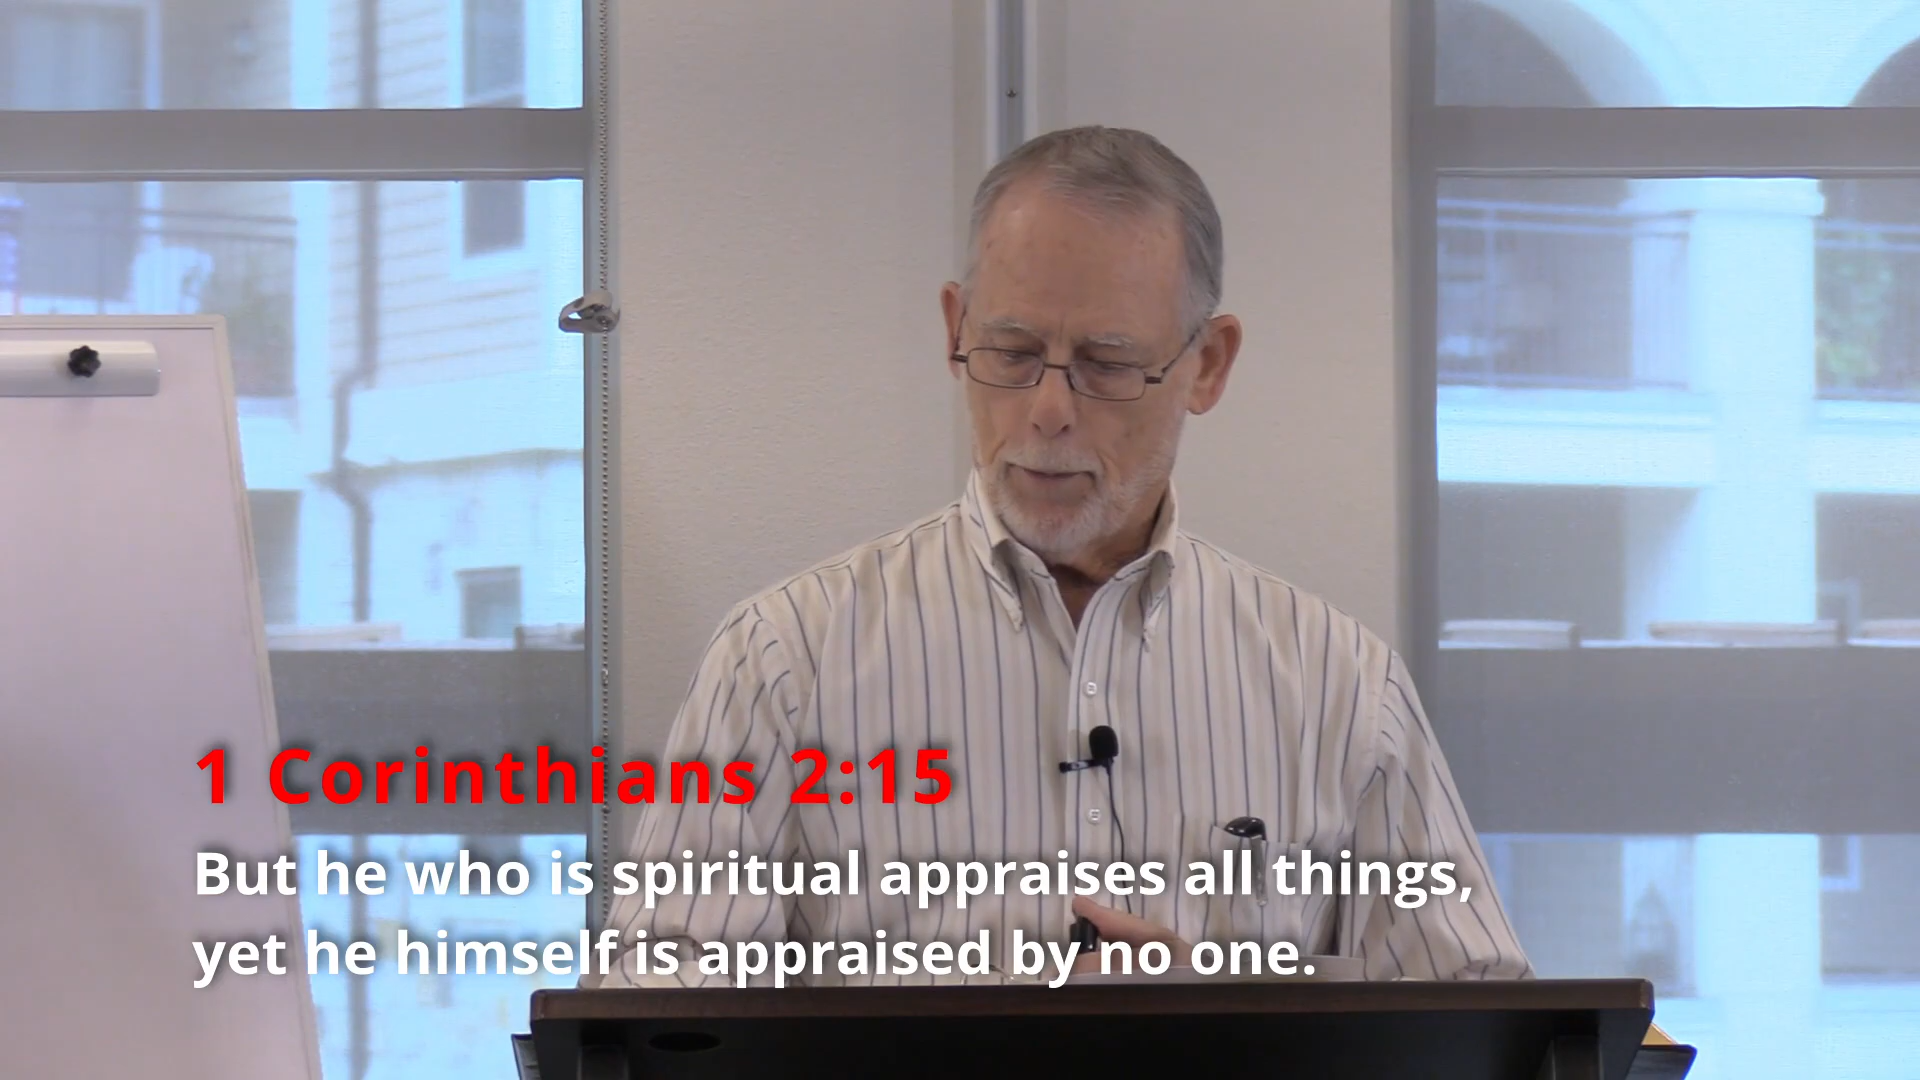 1 Corinthians 2:15
But he who is spiritual appraises all things,
yet he himself is appraised by no one.